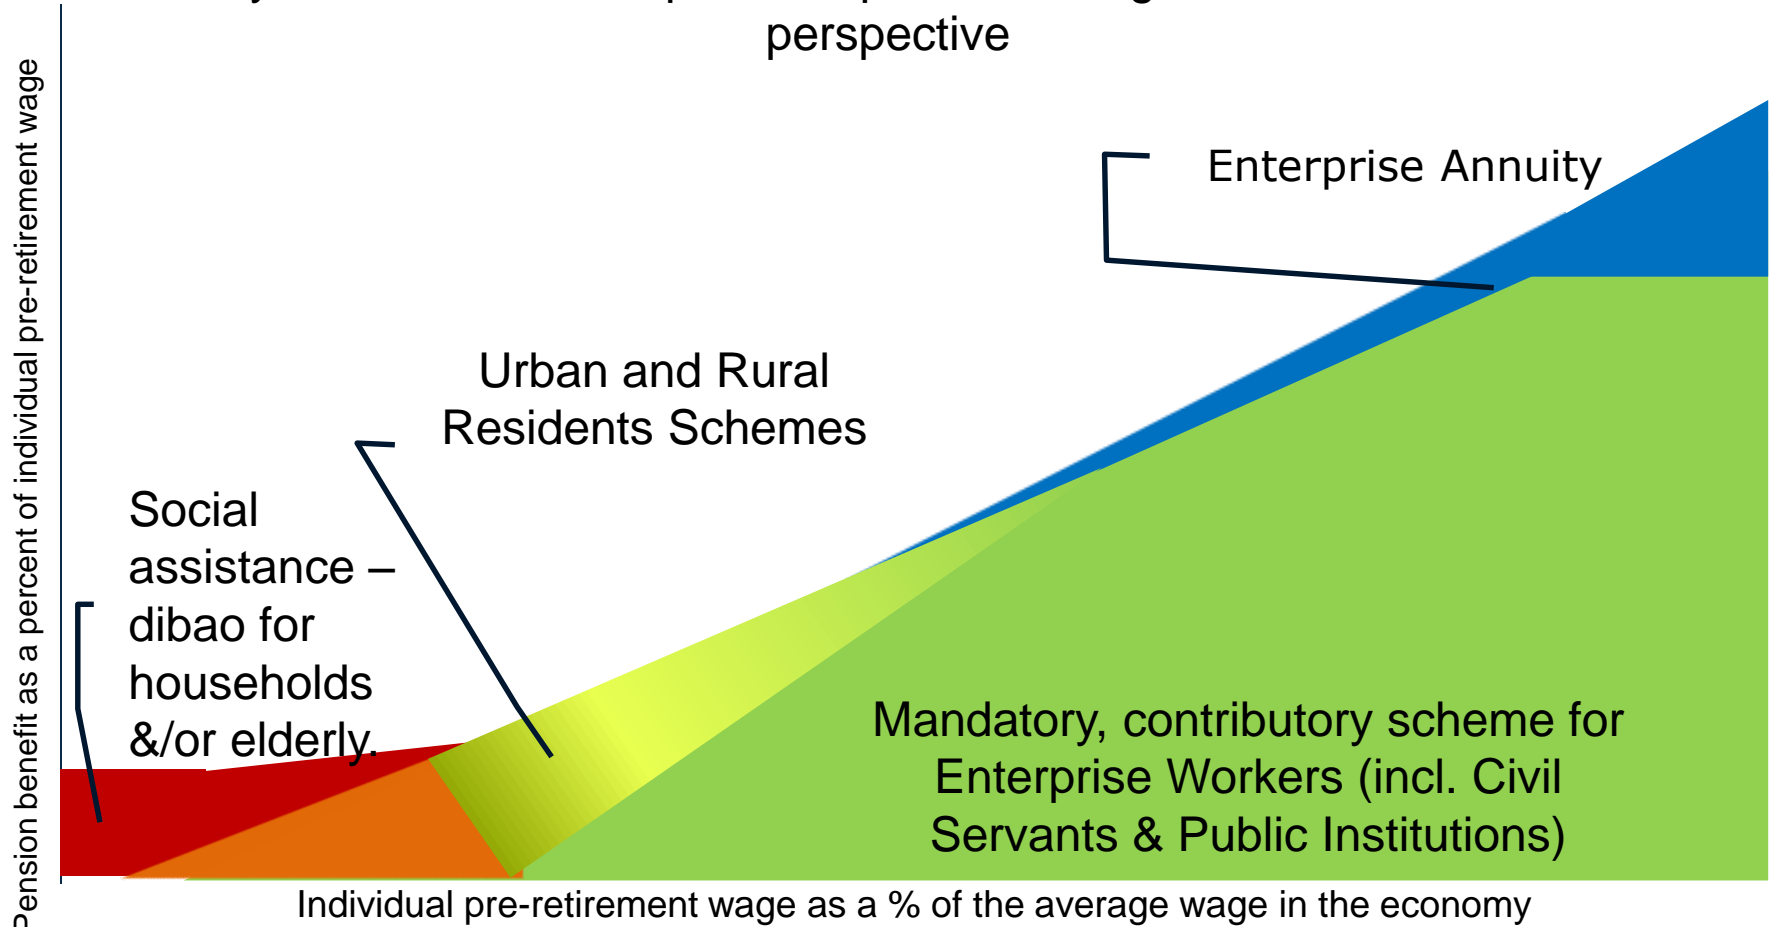 perspective
Pension benefit as a percent of individual pre-retirement wage
Enterprise Annuity
Urban and Rural
Residents Schemes
Social
assistance –
dibao for
households
&/or elderly.
Mandatory, contributory scheme for
Enterprise Workers (incl. Civil
Servants & Public Institutions)
Individual pre-retirement wage as a % of the average wage in the economy